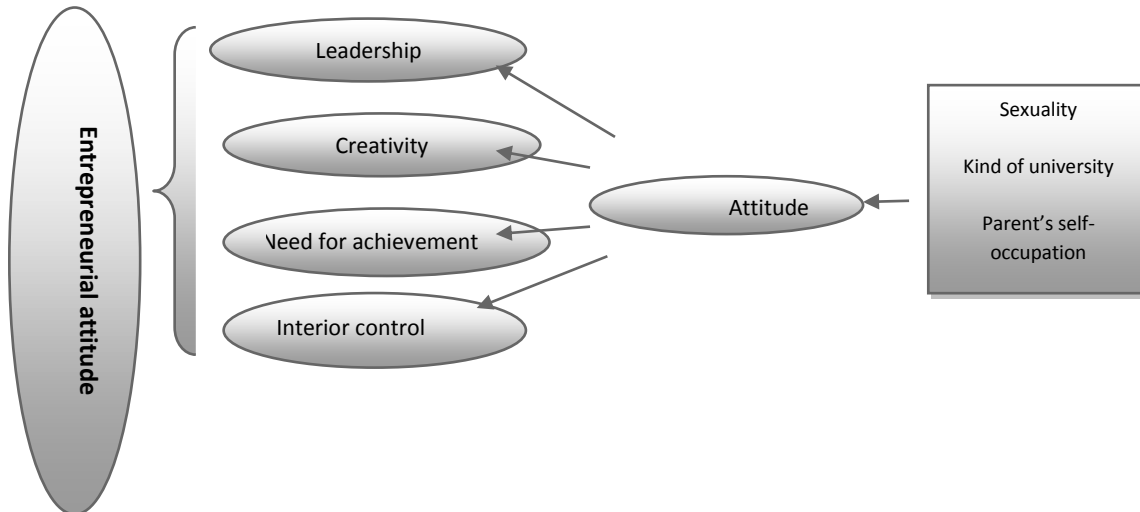 Entrepreneurial attitude
Leadership
Creativity
Need for achievement
Interior control
Attitude
Sexuality
Kind of university
Parent's self-
occupation